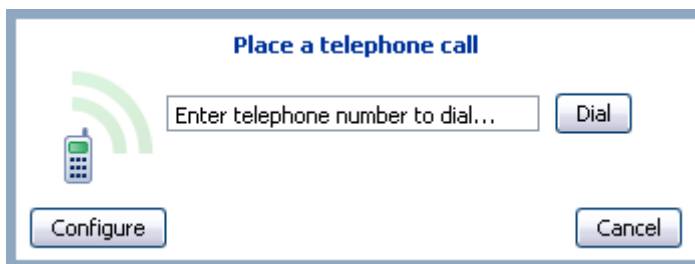 Place a telephone call
Enter telephone number to dial...
Dial
Configure
Cancel